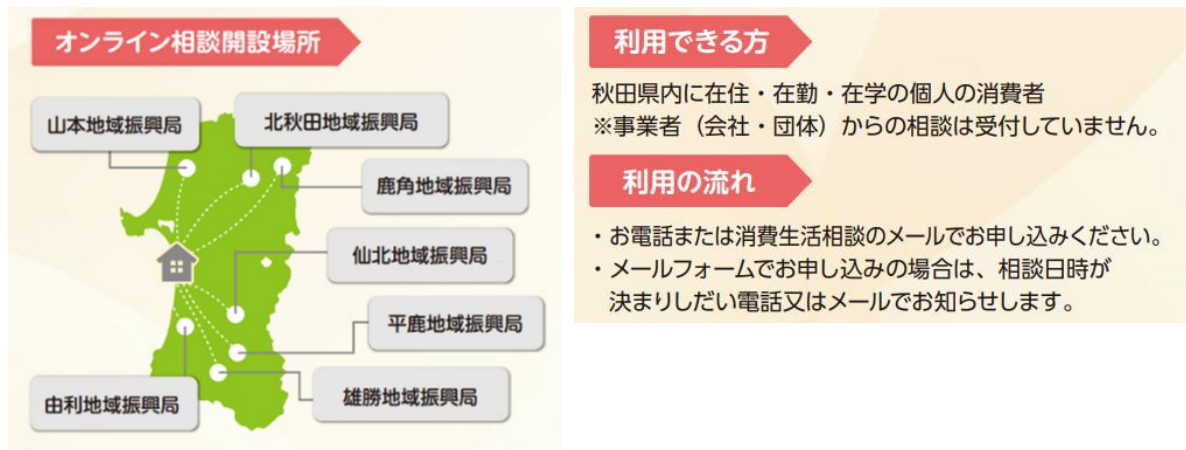 オンライン相談開設場所
山本地域振興局
北秋田地域振興局
鹿角地域振興局
仙北地域振興局
平鹿地域振興局
由利地域振興局
雄勝地域振興局
利用できる方
秋田県内に在住・在勤・在学の個人の消費者
※事業者（会社・団体）からの相談は受付していません。
利用の流れ
・お電話または消費生活相談のメールでお申し込みください。
・メールフォームでお申し込みの場合は、相談日時が
決まりしだい電話又はメールでお知らせします。